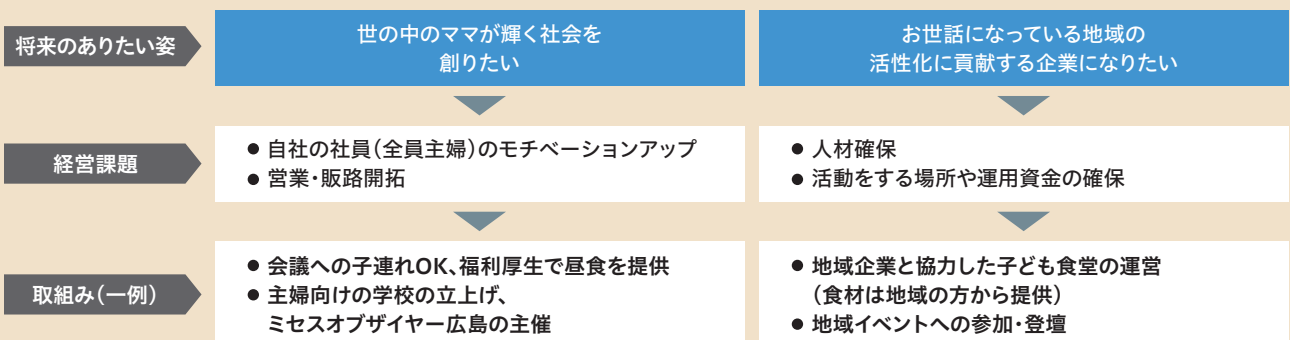 将来のありたい姿
世の中のママが輝く社会を
創りたい
お世話になっている地域の
活性化に貢献する企業になりたい
経営課題
● 自社の社員（全員主婦）のモチベーションアップ
● 営業・販路開拓
● 人材確保
● 活動をする場所や運用資金の確保
取組み（一例）
● 会議への子連れOK、福利厚生で昼食を提供
● 主婦向けの学校の立上げ、
ミセスオブザイヤー広島の主催
● 地域企業と協力した子ども食堂の運営
（食材は地域の方から提供）
● 地域イベントへの参加・登壇